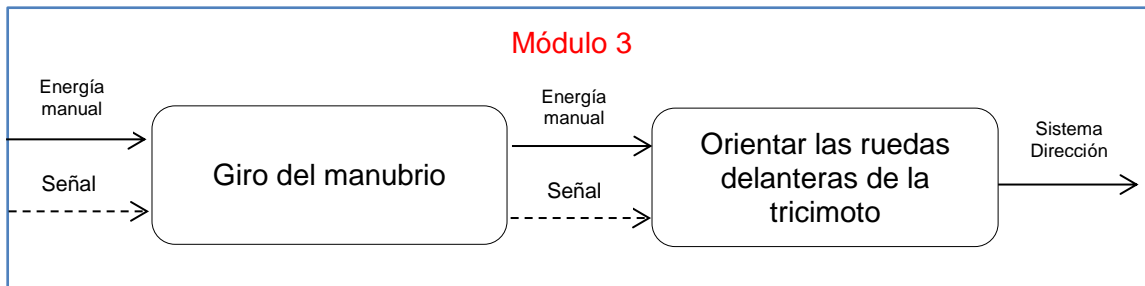 Módulo 3
Energía
manual
Señal
Giro del manubrio
Energía
manual
Señal
Orientar las ruedas
delanteras de la
tricimoto
Sistema
Dirección